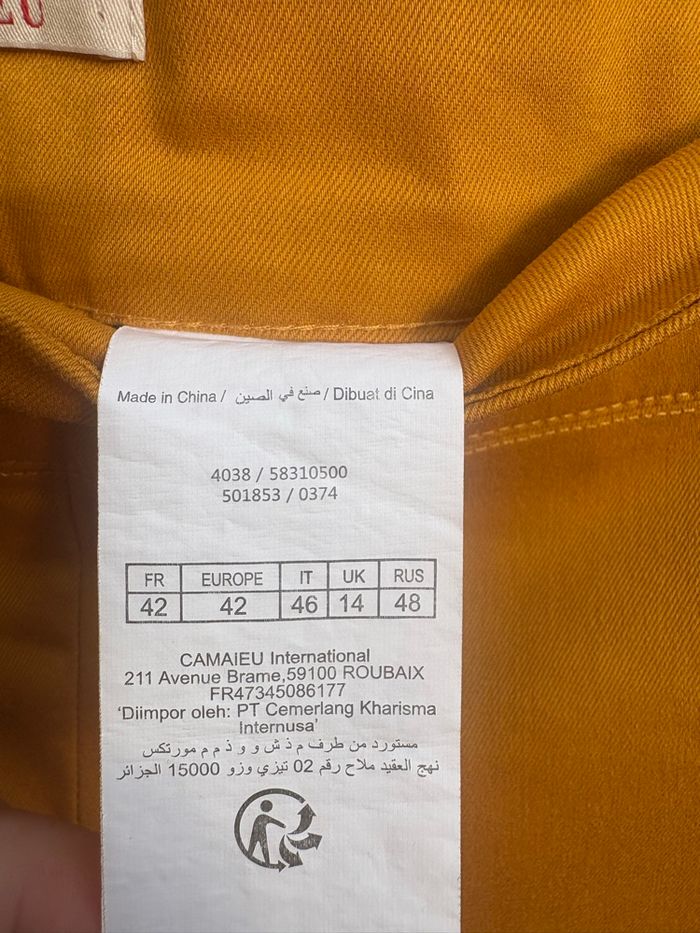 Made in China / صنع في الصين / Dibuat di Cina
4038 / 58310500
501853 / 0374
FR EUROPE IT UK RUS
42 42 46 14 48
CAMAIEU International
211 Avenue Brame,59100 ROUBAIX
FR47345086177
‘Diimpor oleh: PT Cemerlang Kharisma
Internusa’
مستورد من طرف م ذ ش و و ذ م م مورتكس
نهج العقيد ملاح رقم 02 تيزي وزو 15000 الجزائر